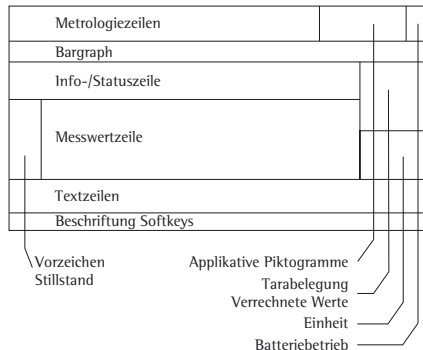 Metrologiezeilen
Bargraph
Info-/Statuszeile
Messwertzeile
Textzeilen
Beschriftung Softkeys
Vorzeichen
Stillstand
Applikative Piktogramme
Tarabelegung
Verrechnete Werte
Einheit
Batteriebetrieb